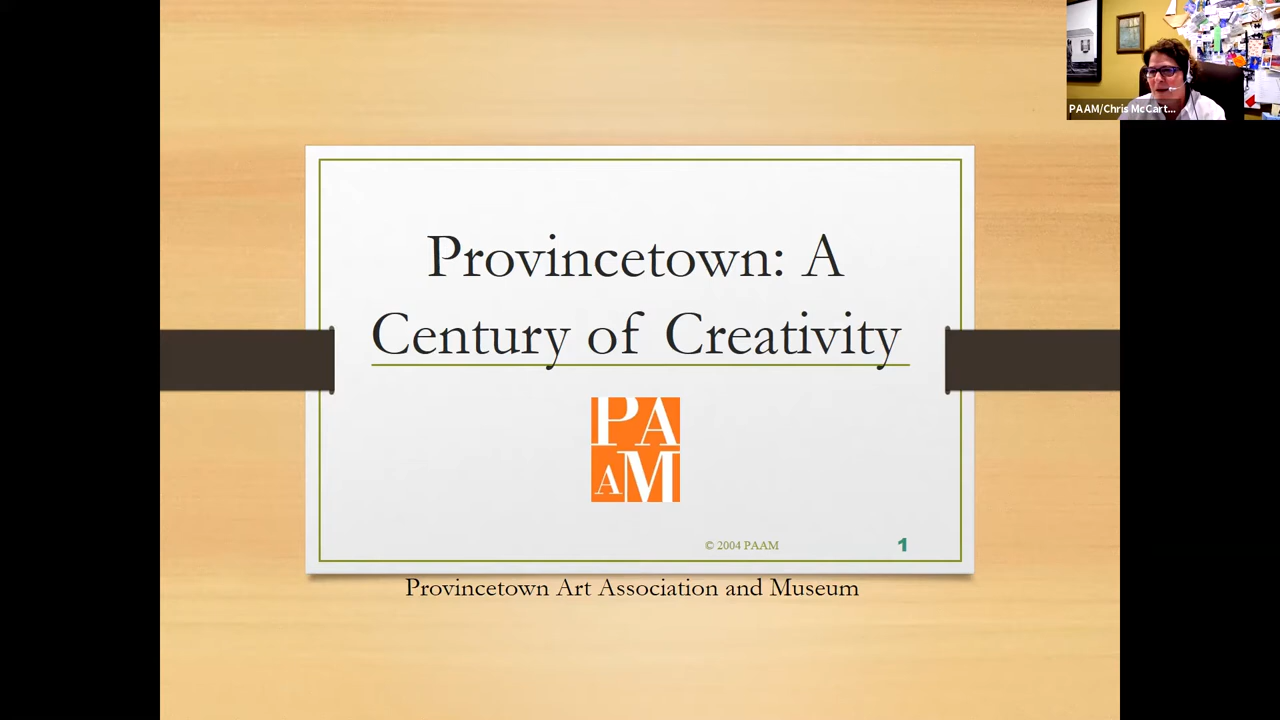 PAAM/Chris McCart...
Provincetown: A
Century of Creativity
PA
AM
© 2004 PAAM
1
Provincetown Art Association and Museum